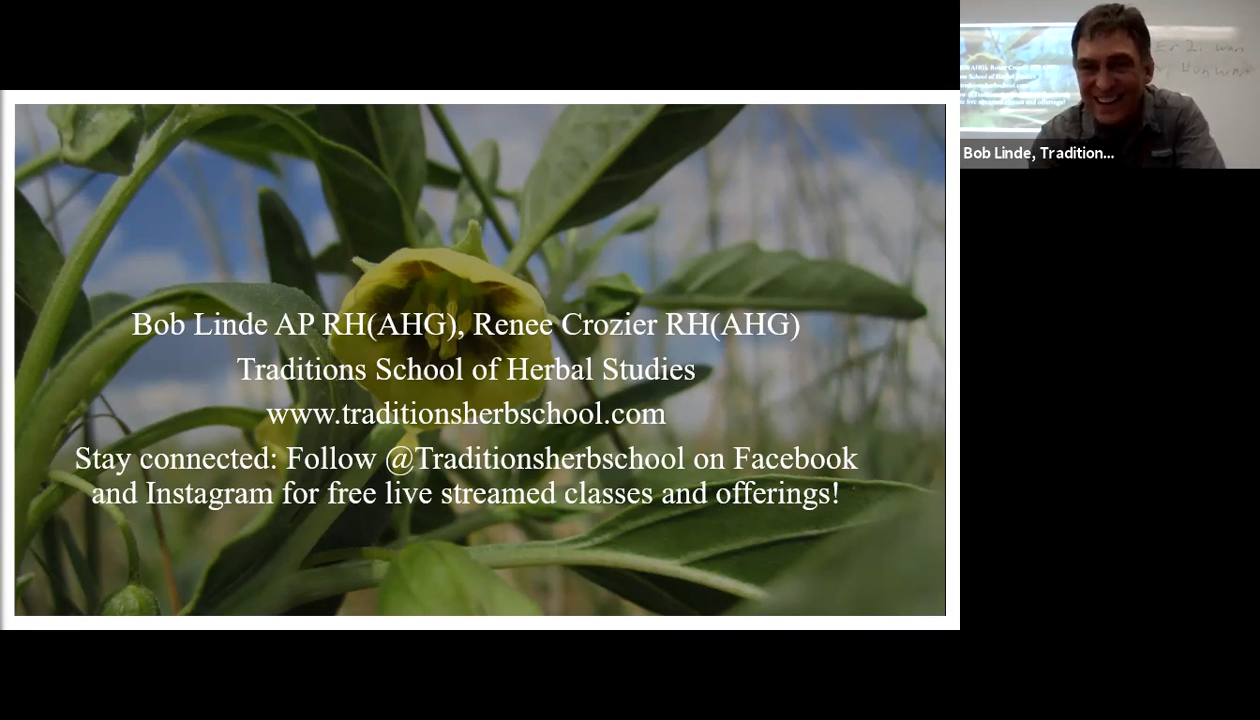 Bob Linde AP RH(AHG), Renee Crozier RH(AHG)
Traditions School of Herbal Studies
www.traditionsherbschool.com
Stay connected: Follow @Traditionsherbschool on Facebook
and Instagram for free live streamed classes and offerings!
Bob Linde, Tradition...